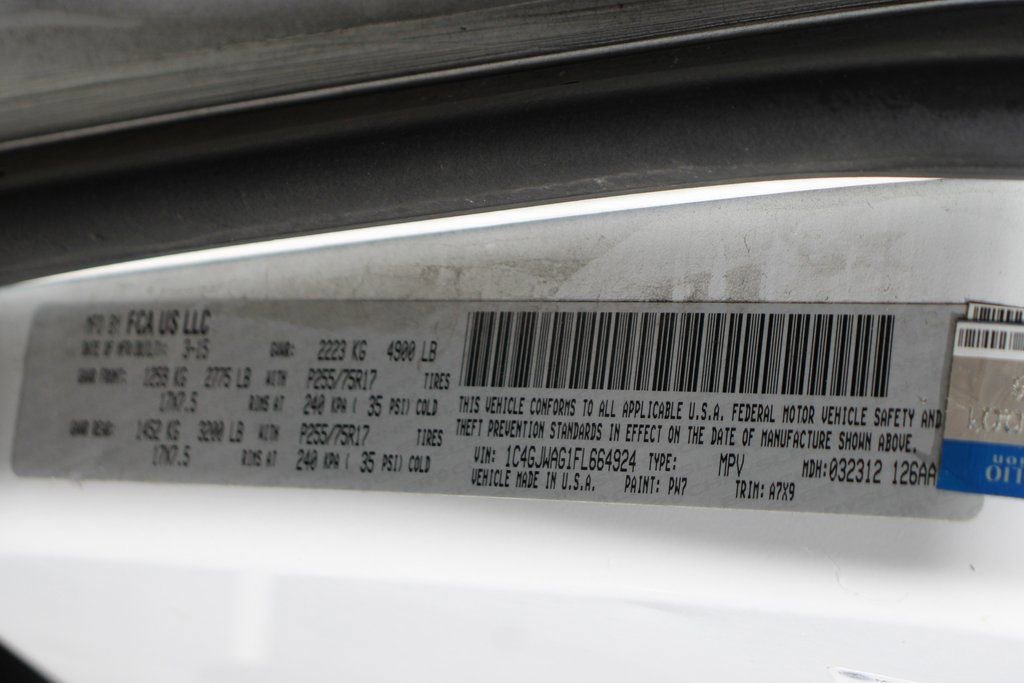 MFD BY FCA US LLC
DATE OF MFR 3-15 GVWR: 2223 KG 4900 LB
GAWR FRONT: 1259 KG 2775 LB WITH P255/75R17 TIRES
17X7.5 RIMS AT 240 KPA ( 35 PSI) COLD
GAWR REAR: 1452 KG 3200 LB WITH P255/75R17 TIRES
17X7.5 RIMS AT 240 KPA ( 35 PSI) COLD
THIS VEHICLE CONFORMS TO ALL APPLICABLE U.S.A. FEDERAL MOTOR VEHICLE SAFETY AND
THEFT PREVENTION STANDARDS IN EFFECT ON THE DATE OF MANUFACTURE SHOWN ABOVE.
VIN: 1C4GJWAG1FL664924 TYPE: MPV MDH: 032312 126AA
VEHICLE MADE IN U.S.A. PAINT: PW7 TRIM: A7X9